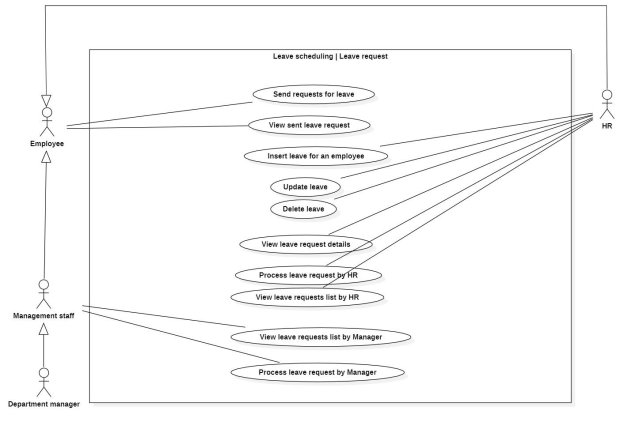 Leave scheduling | Leave request
Send requests for leave
View sent leave request
Employee
HR
Insert leave for an employee
Update leave
Delete leave
View leave request details
Process leave request by HR
View leave requests list by HR
Management staff
View leave requests list by Manager
Process leave request by Manager
Department manager